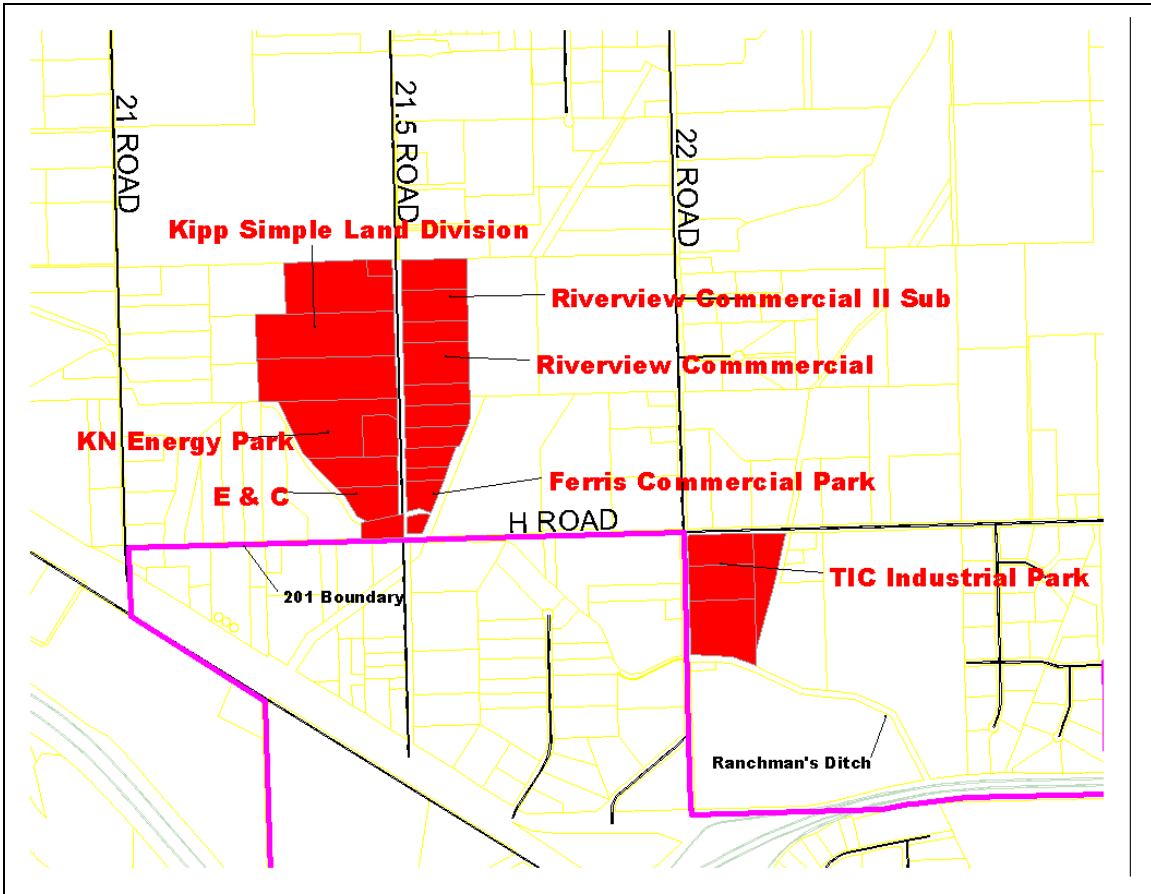 21 ROAD
21.5 ROAD
22 ROAD
Kipp Simple Land Division
Riverview Commercial II Sub
Riverview Commmercial
KN Energy Park
E & C
Ferris Commercial Park
H ROAD
TIC Industrial Park
201 Boundary
Ranchman's Ditch